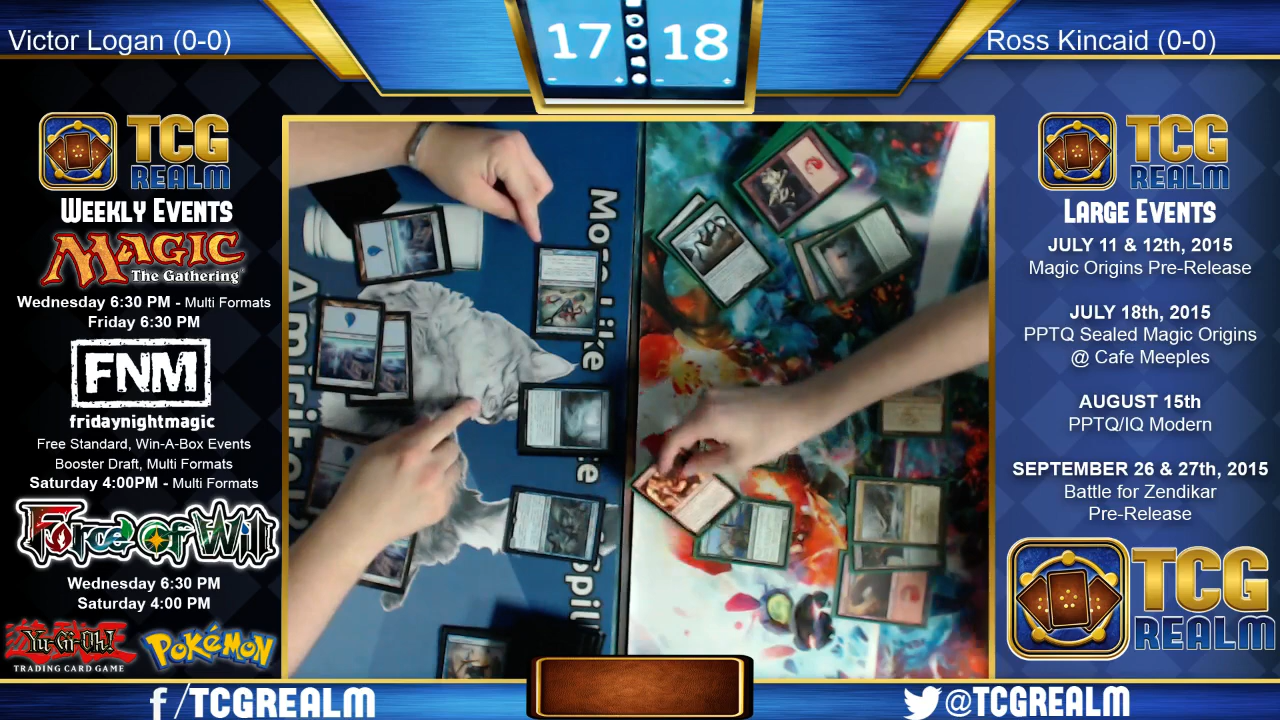 Victor Logan (0-0)
17 18
Ross Kincaid (0-0)
TCG
REALM
WEEKLY EVENTS
MAGIC
The Gathering
Wednesday 6:30 PM - Multi Formats
Friday 6:30 PM
FNM
fridaynightmagic
Free Standard, Win-A-Box Events
Booster Draft, Multi Formats
Saturday 4:00PM - Multi Formats
Force of Will
Wednesday 6:30 PM
Saturday 4:00 PM
Yu-Gi-Oh!
TRADING CARD GAME
POKÉMON
TCG
REALM
LARGE EVENTS
JULY 11 & 12th, 2015
Magic Origins Pre-Release
JULY 18th, 2015
PPTQ Sealed Magic Origins
@ Cafe Meeples
AUGUST 15th
PPTQ/IQ Modern
SEPTEMBER 26 & 27th, 2015
Battle for Zendikar
Pre-Release
TCG
REALM
f/TCGREALM
@TCGREALM